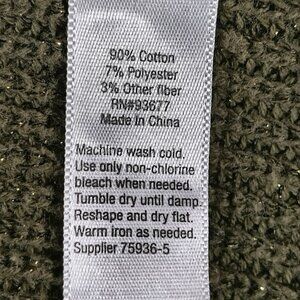 90% Cotton
7% Polyester
3% Other fiber
RN#93677
Made In China
Machine wash cold.
Use only non-chlorine
bleach when needed.
Tumble dry until damp.
Reshape and dry flat.
Warm iron as needed.
Supplier 75936-5